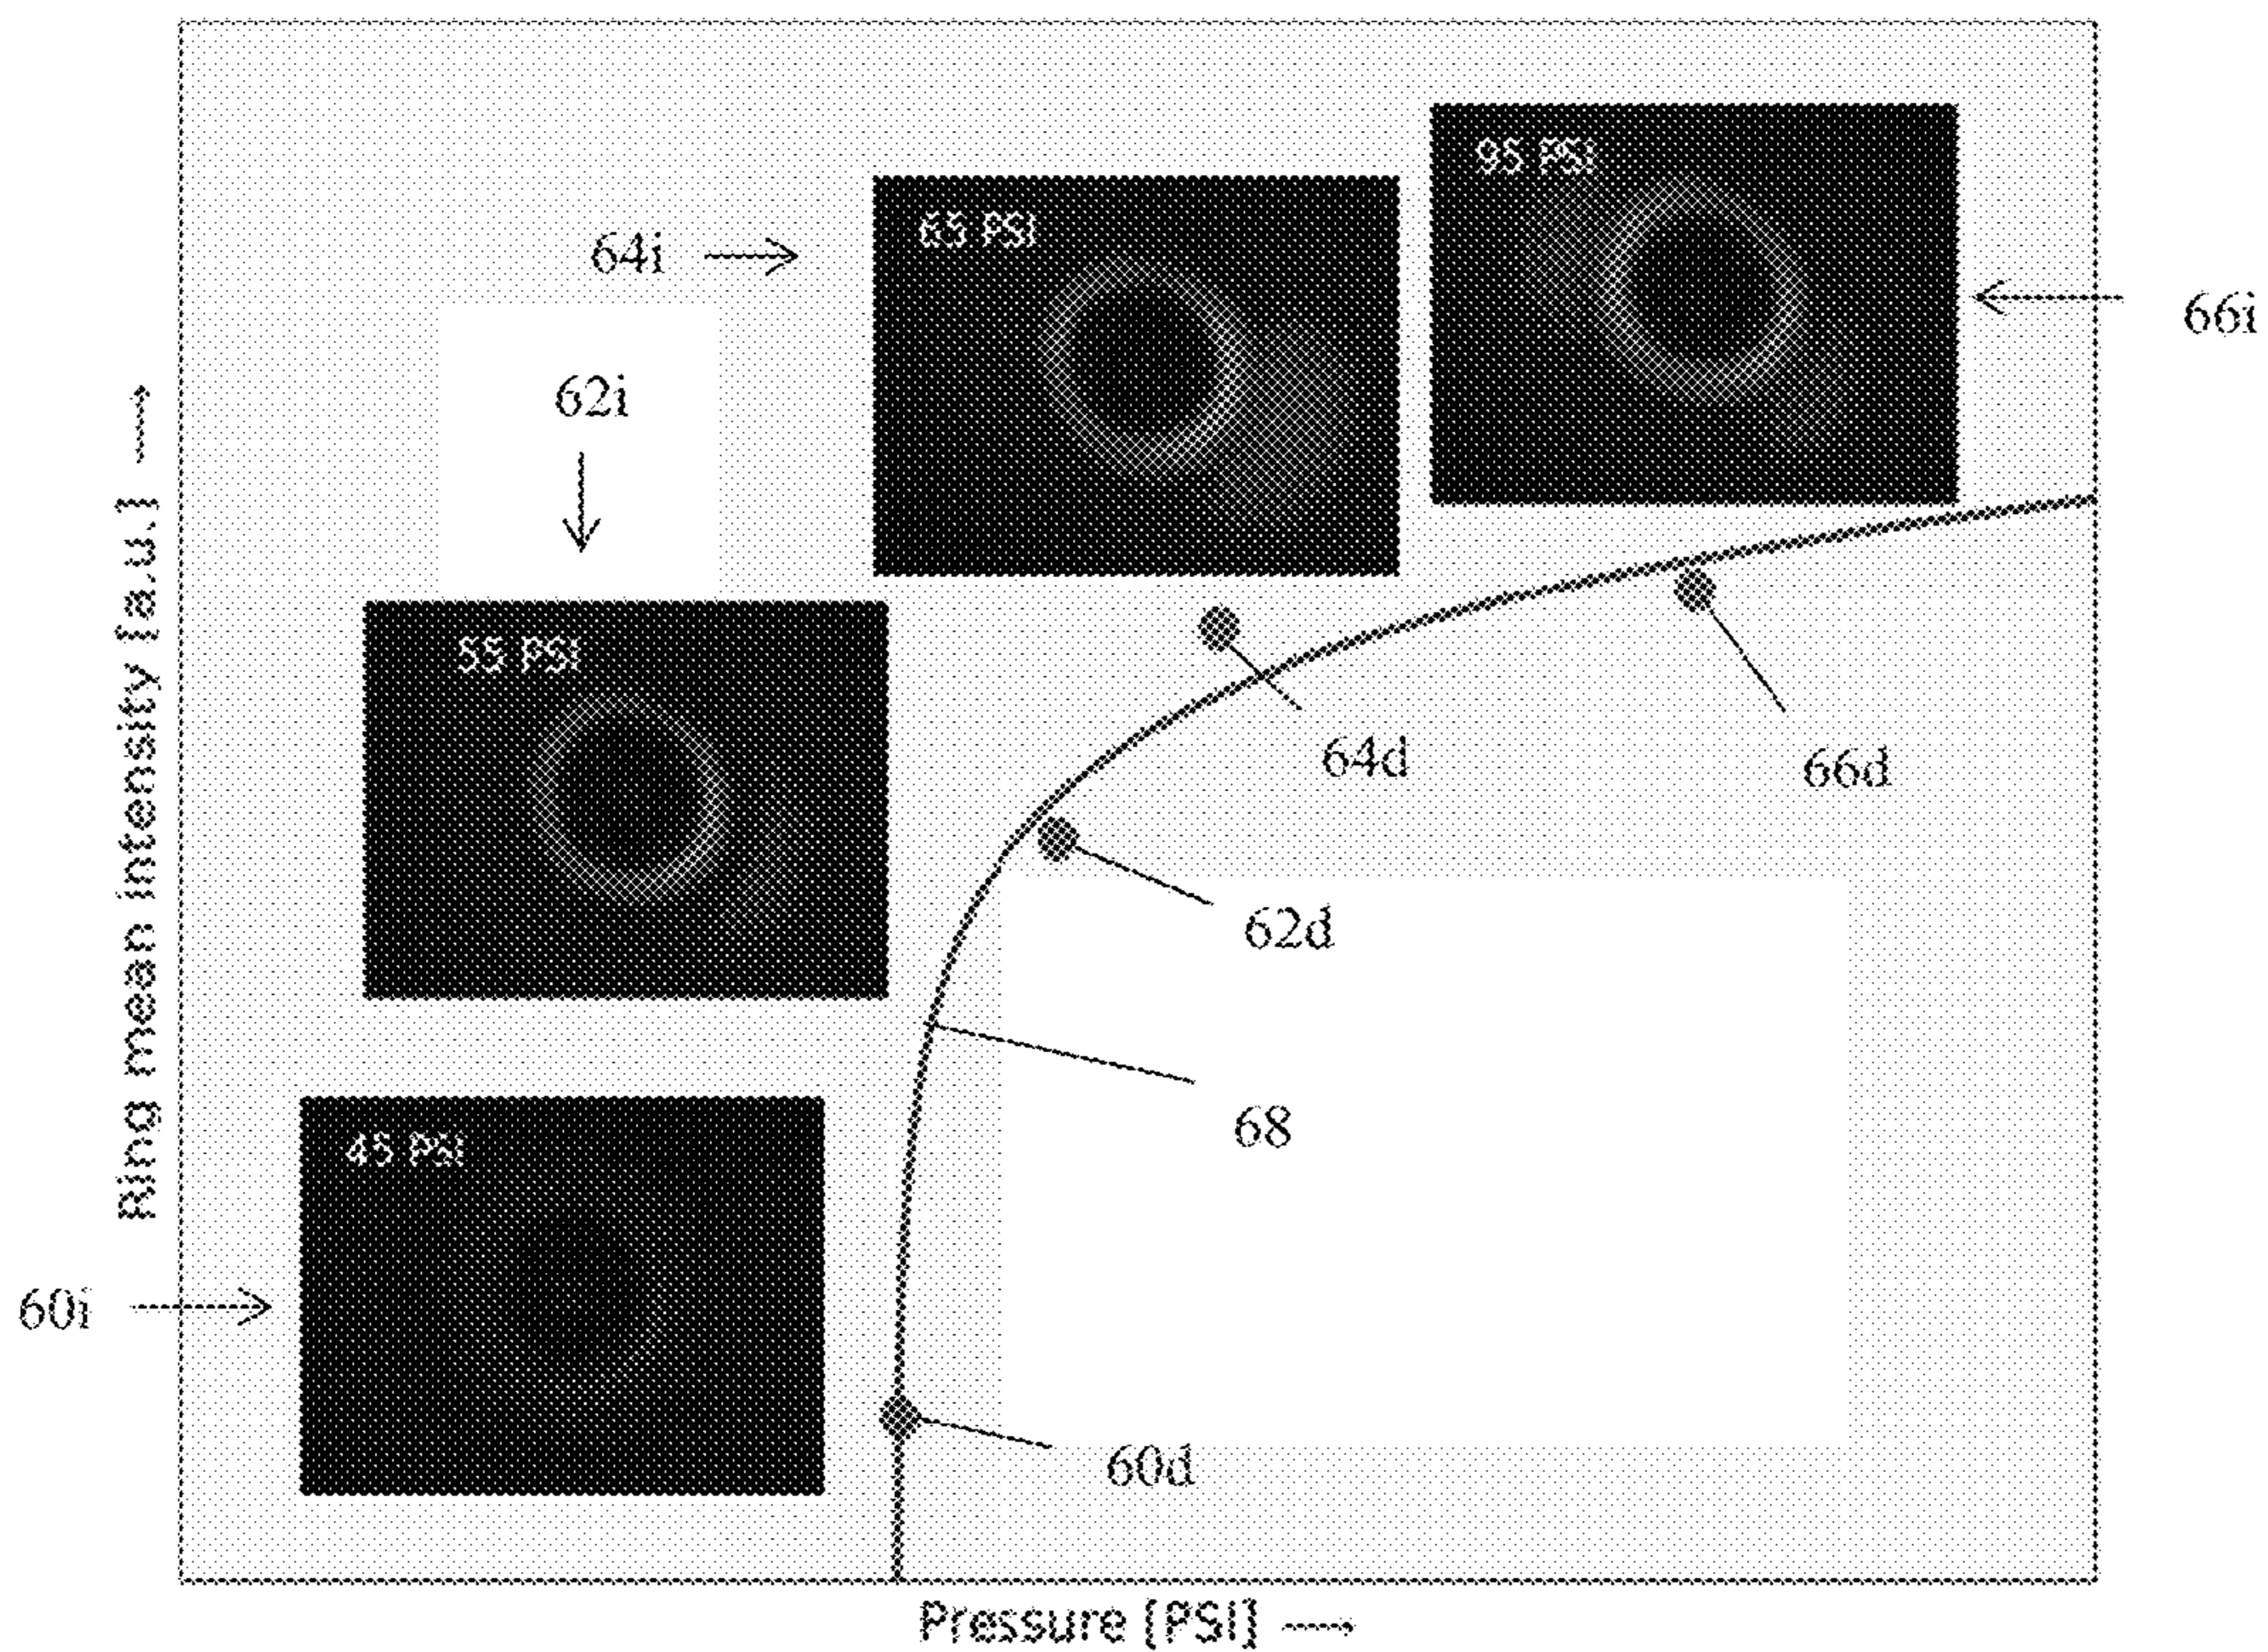 95 PSI
65 PSI
64i
66i
62i
Ring mean intensity [a.u.]
55 PSI
64d
66d
62d
68
45 PSI
60i
60d
Pressure [PSI]